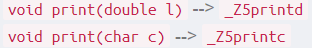 void print(double l) --> _Z5printd
void print(char c) --> _Z5printc